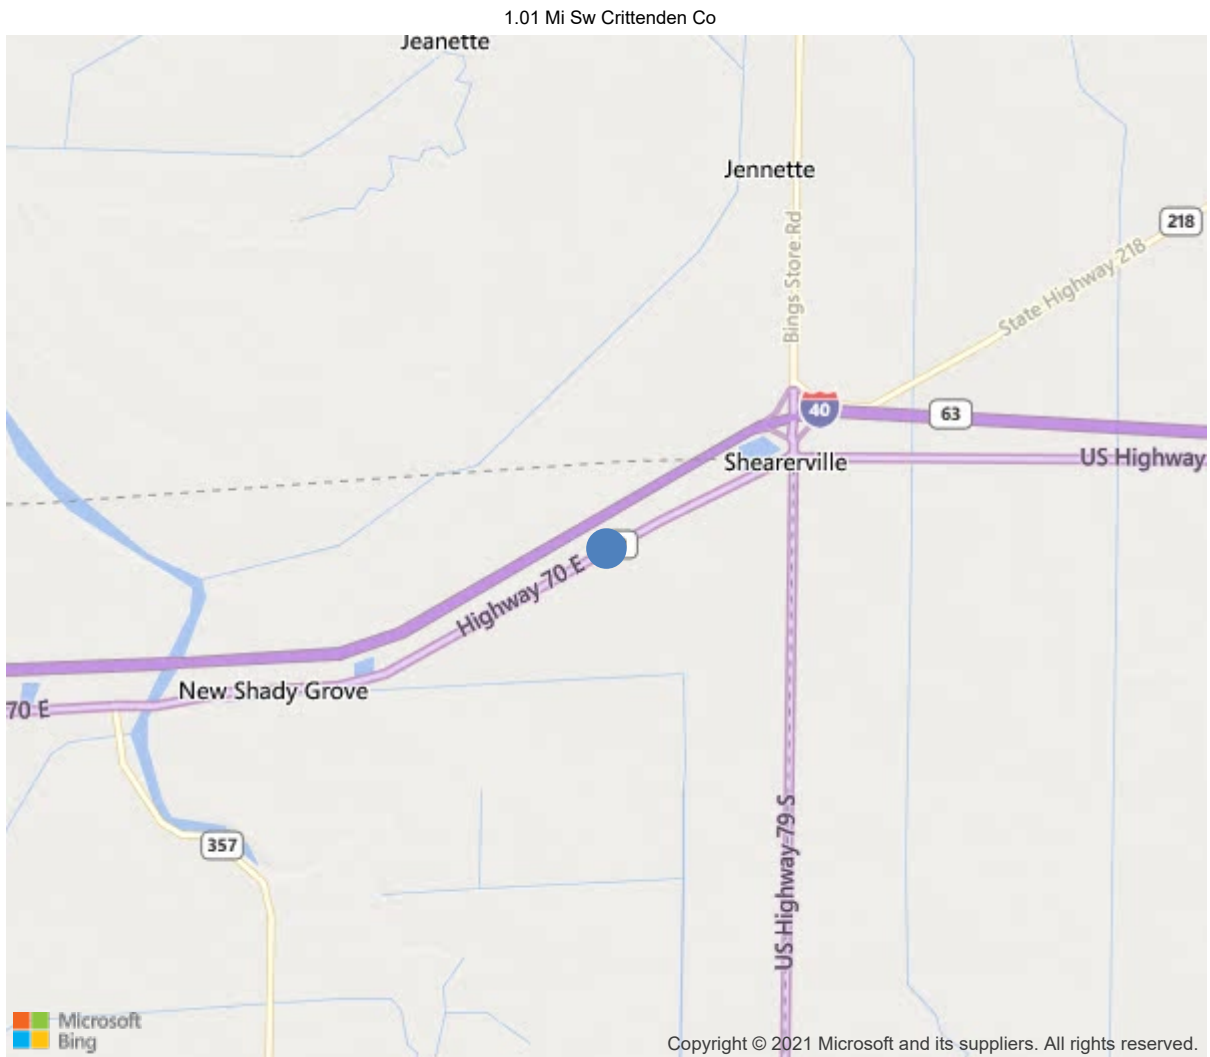 1.01 Mi Sw Crittenden Co
Jeanette
Jennette
218
State Highway 218
Bings Store Rd
40
63
Shearerville
US Highway
Highway 70 E
New Shady Grove
70 E
US Highway 79 S
357
Microsoft
Bing
Copyright © 2021 Microsoft and its suppliers. All rights reserved.